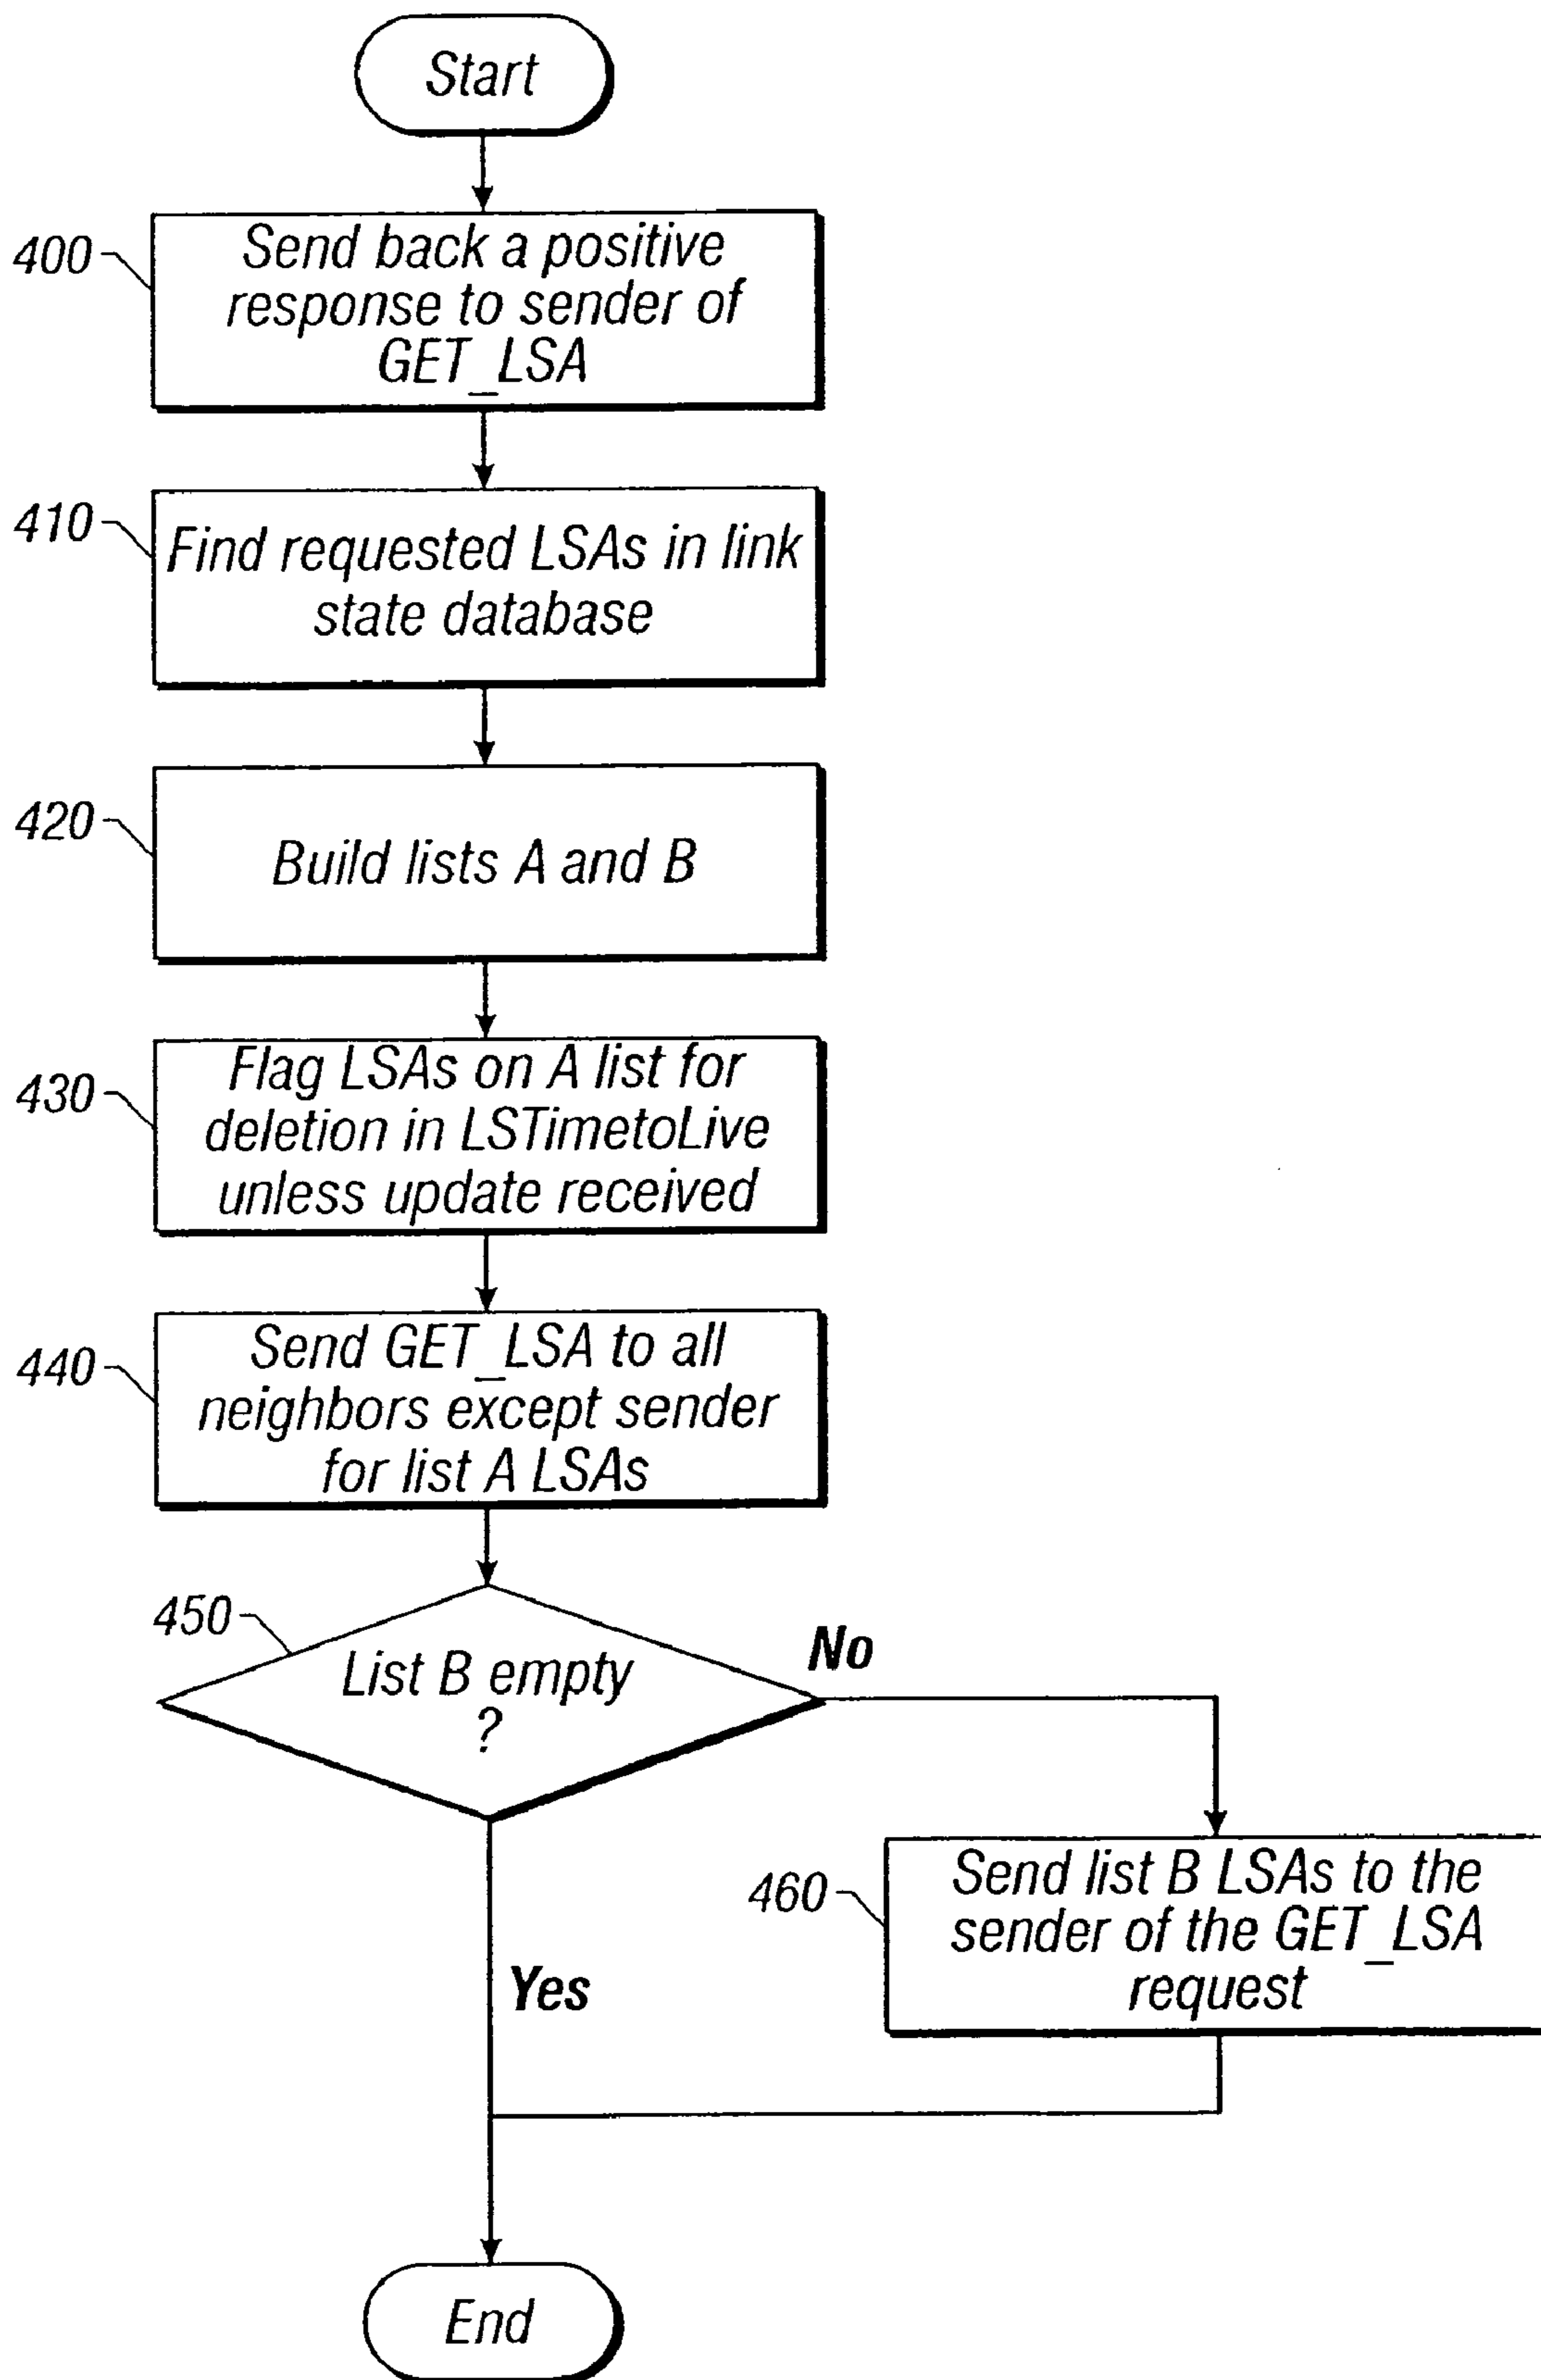 Start
400
Send back a positive
response to sender of
GET_LSA
410
Find requested LSAs in link
state database
420
Build lists A and B
430
Flag LSAs on A list for
deletion in LSTimetoLive
unless update received
440
Send GET_LSA to all
neighbors except sender
for list A LSAs
450
List B empty
?
No
Yes
460
Send list B LSAs to the
sender of the GET_LSA
request
End